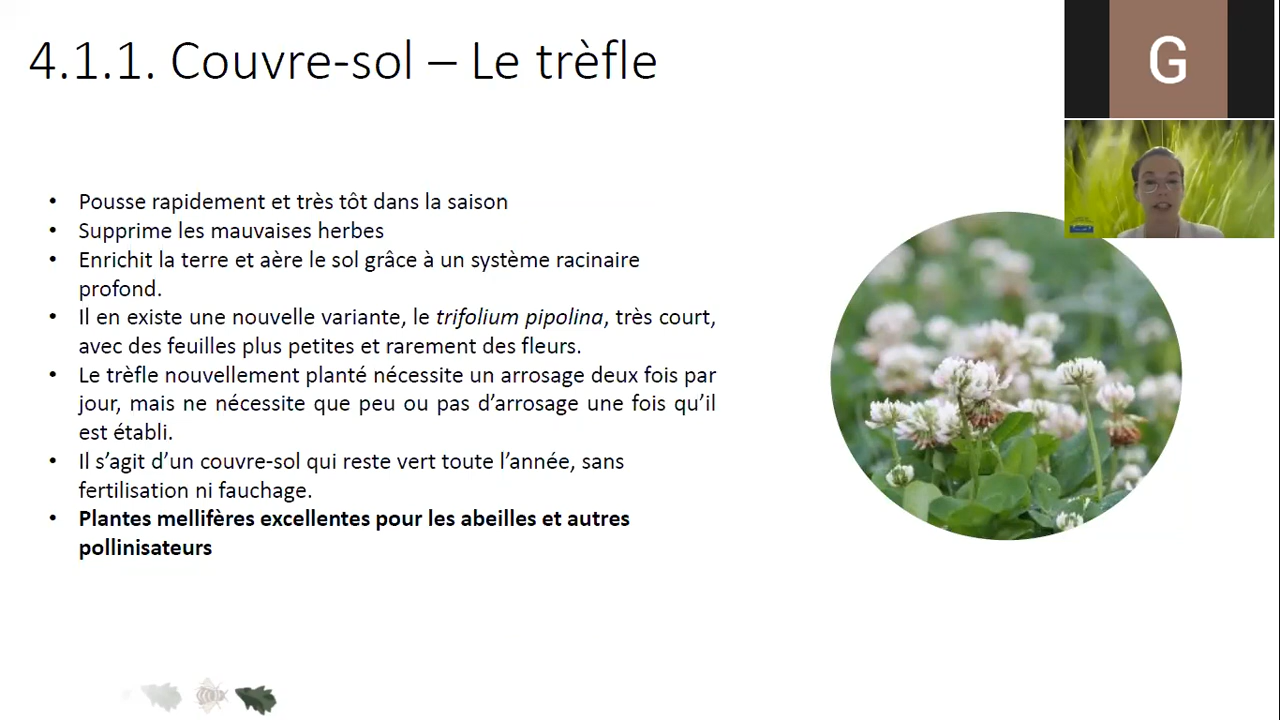 4.1.1. Couvre-sol – Le trèfle
G
• Pousse rapidement et très tôt dans la saison
• Supprime les mauvaises herbes
• Enrichit la terre et aère le sol grâce à un système racinaire
profond.
• Il en existe une nouvelle variante, le trifolium pipolina, très court,
avec des feuilles plus petites et rarement des fleurs.
• Le trèfle nouvellement planté nécessite un arrosage deux fois par
jour, mais ne nécessite que peu ou pas d’arrosage une fois qu’il
est établi.
• Il s’agit d’un couvre-sol qui reste vert toute l’année, sans
fertilisation ni fauchage.
• Plantes mellifères excellentes pour les abeilles et autres
pollinisateurs